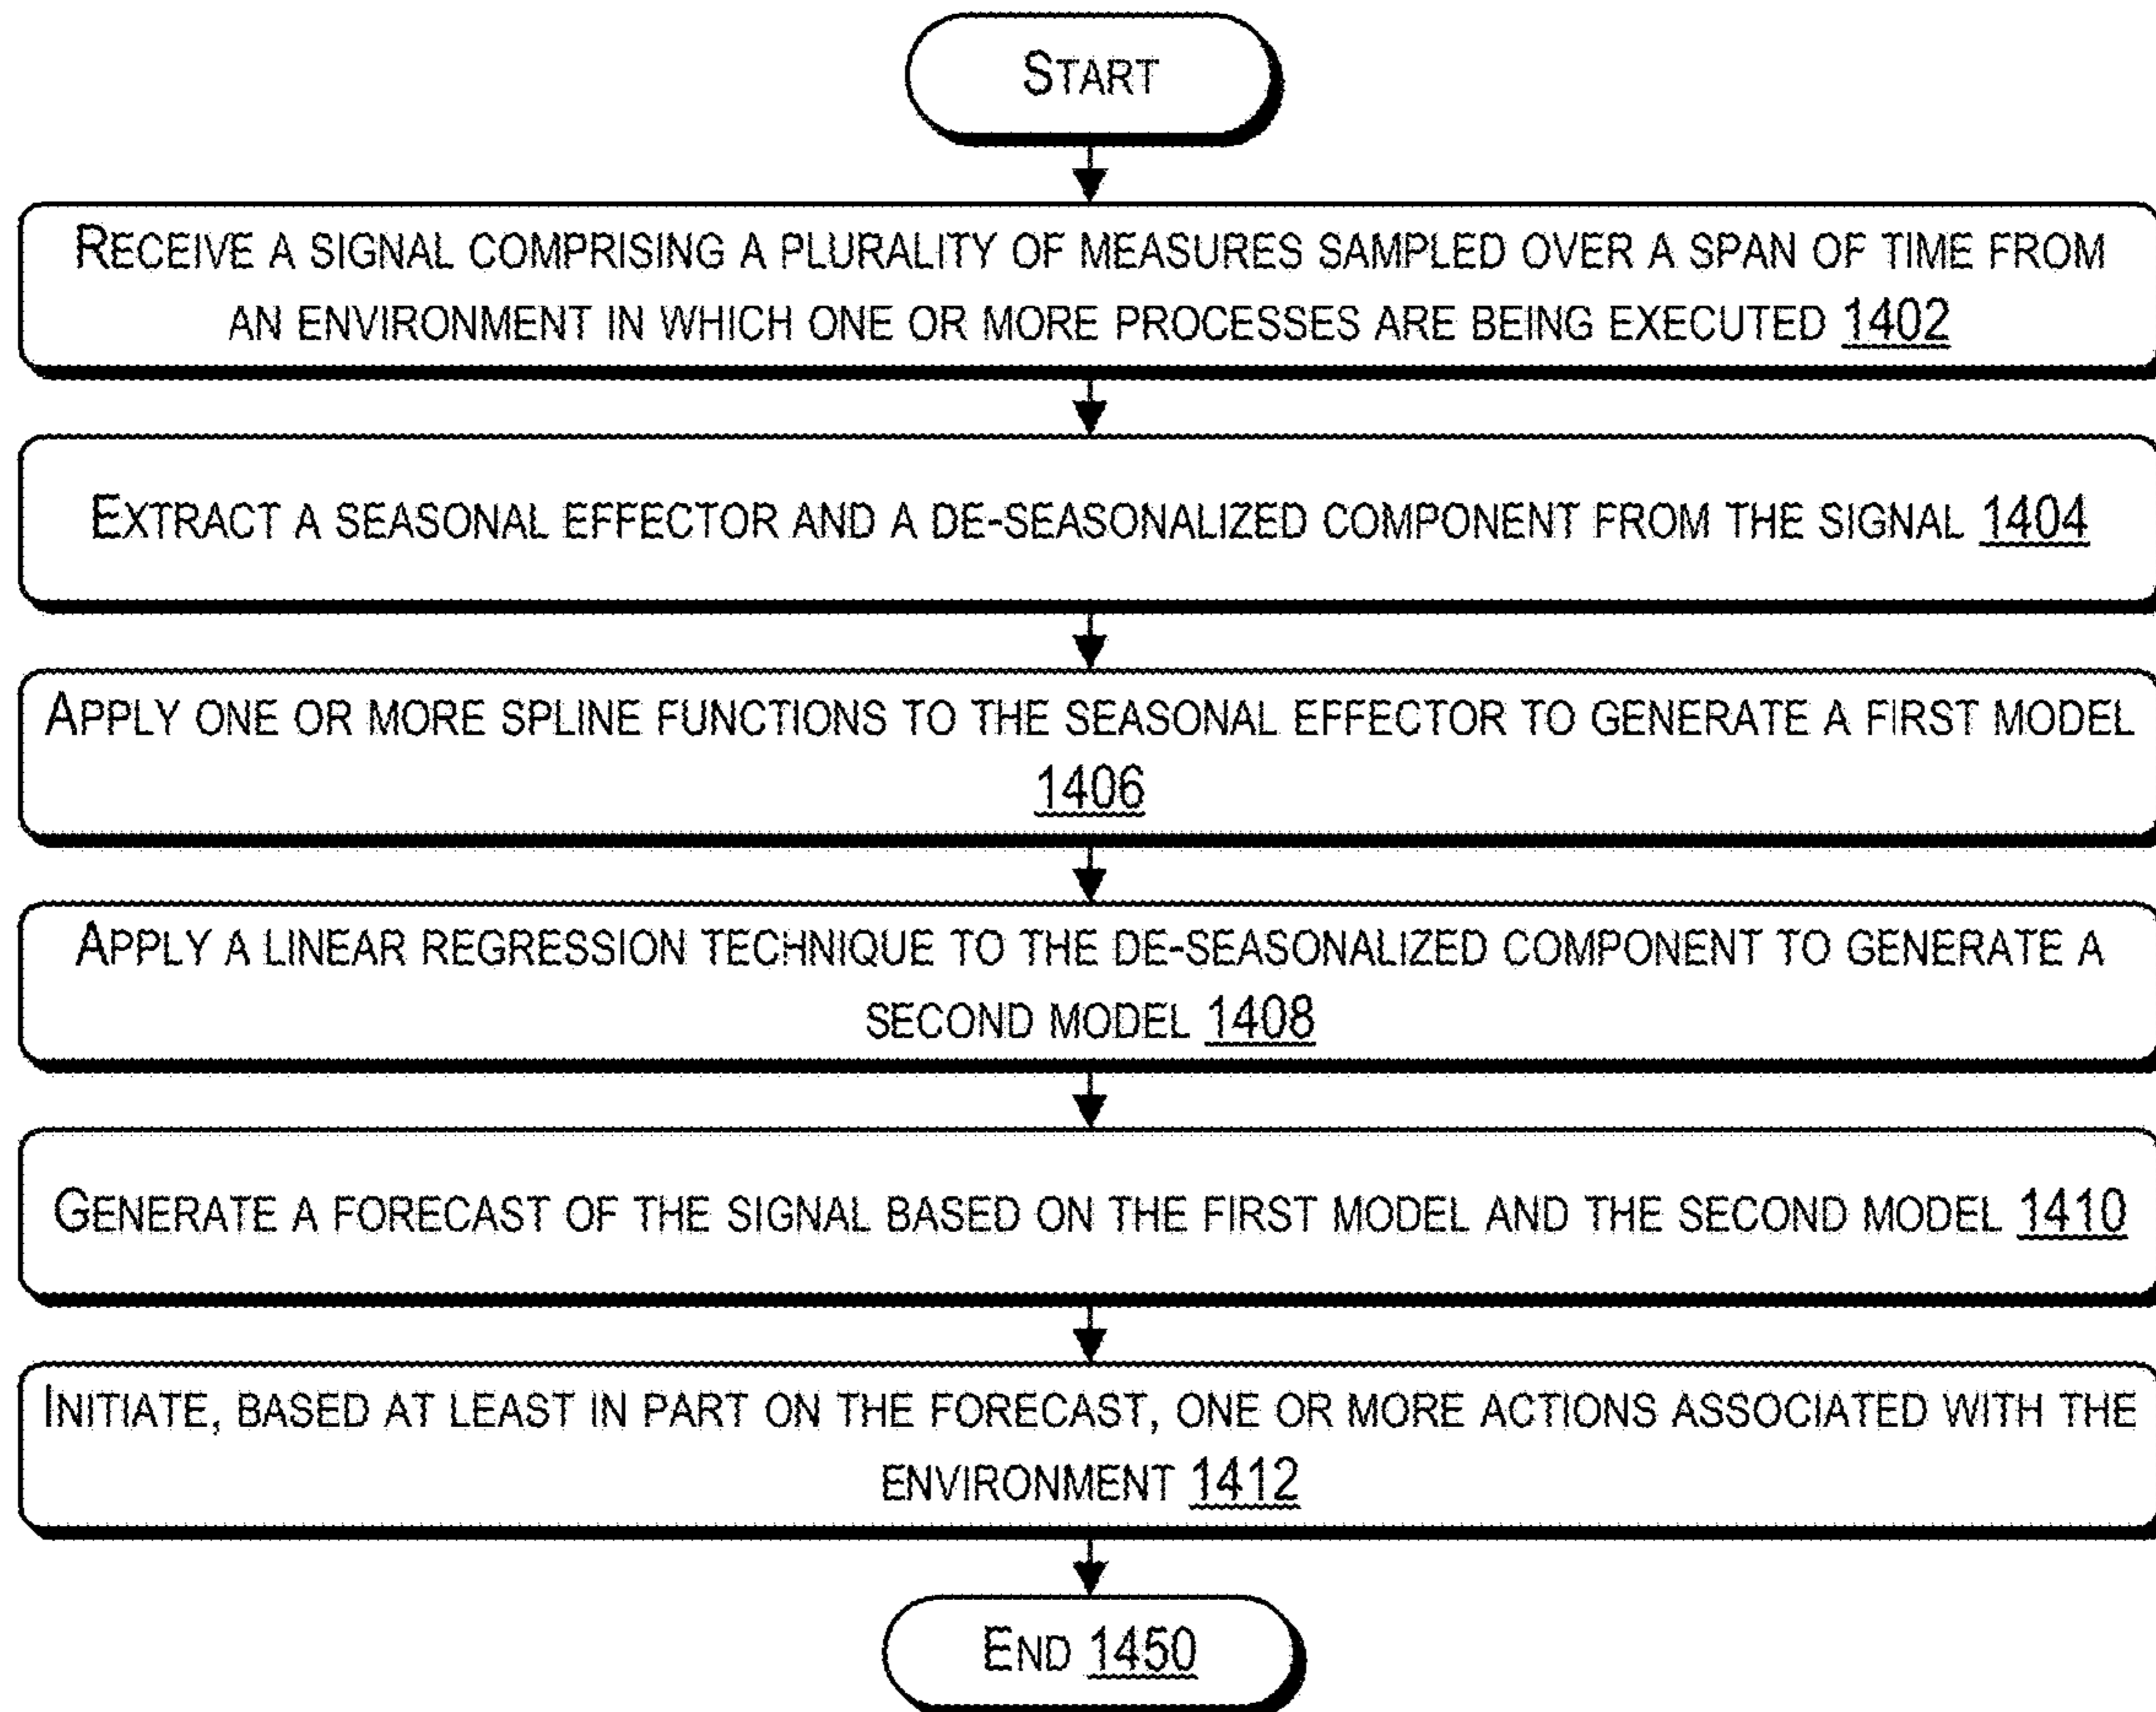 START
RECEIVE A SIGNAL COMPRISING A PLURALITY OF MEASURES SAMPLED OVER A SPAN OF TIME FROM
AN ENVIRONMENT IN WHICH ONE OR MORE PROCESSES ARE BEING EXECUTED 1402
EXTRACT A SEASONAL EFFECTOR AND A DE-SEASONALIZED COMPONENT FROM THE SIGNAL 1404
APPLY ONE OR MORE SPLINE FUNCTIONS TO THE SEASONAL EFFECTOR TO GENERATE A FIRST MODEL
1406
APPLY A LINEAR REGRESSION TECHNIQUE TO THE DE-SEASONALIZED COMPONENT TO GENERATE A
SECOND MODEL 1408
GENERATE A FORECAST OF THE SIGNAL BASED ON THE FIRST MODEL AND THE SECOND MODEL 1410
INITIATE, BASED AT LEAST IN PART ON THE FORECAST, ONE OR MORE ACTIONS ASSOCIATED WITH THE
ENVIRONMENT 1412
END 1450